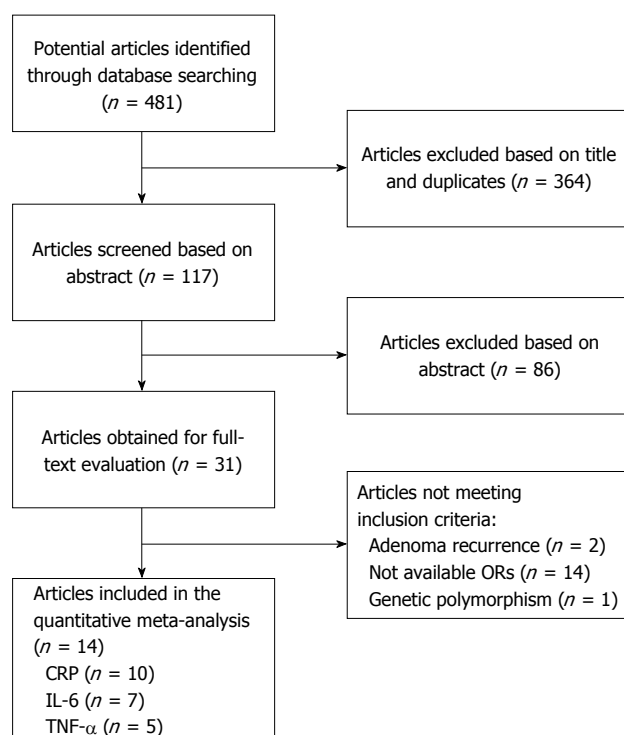 Potential articles identified
through database searching
(n = 481)
Articles excluded based on title
and duplicates (n = 364)
Articles screened based on
abstract (n = 117)
Articles excluded based on
abstract (n = 86)
Articles obtained for full-
text evaluation (n = 31)
Articles not meeting
inclusion criteria:
Adenoma recurrence (n = 2)
Not available ORs (n = 14)
Genetic polymorphism (n = 1)
Articles included in the
quantitative meta-analysis
(n = 14)
CRP (n = 10)
IL-6 (n = 7)
TNF-α (n = 5)